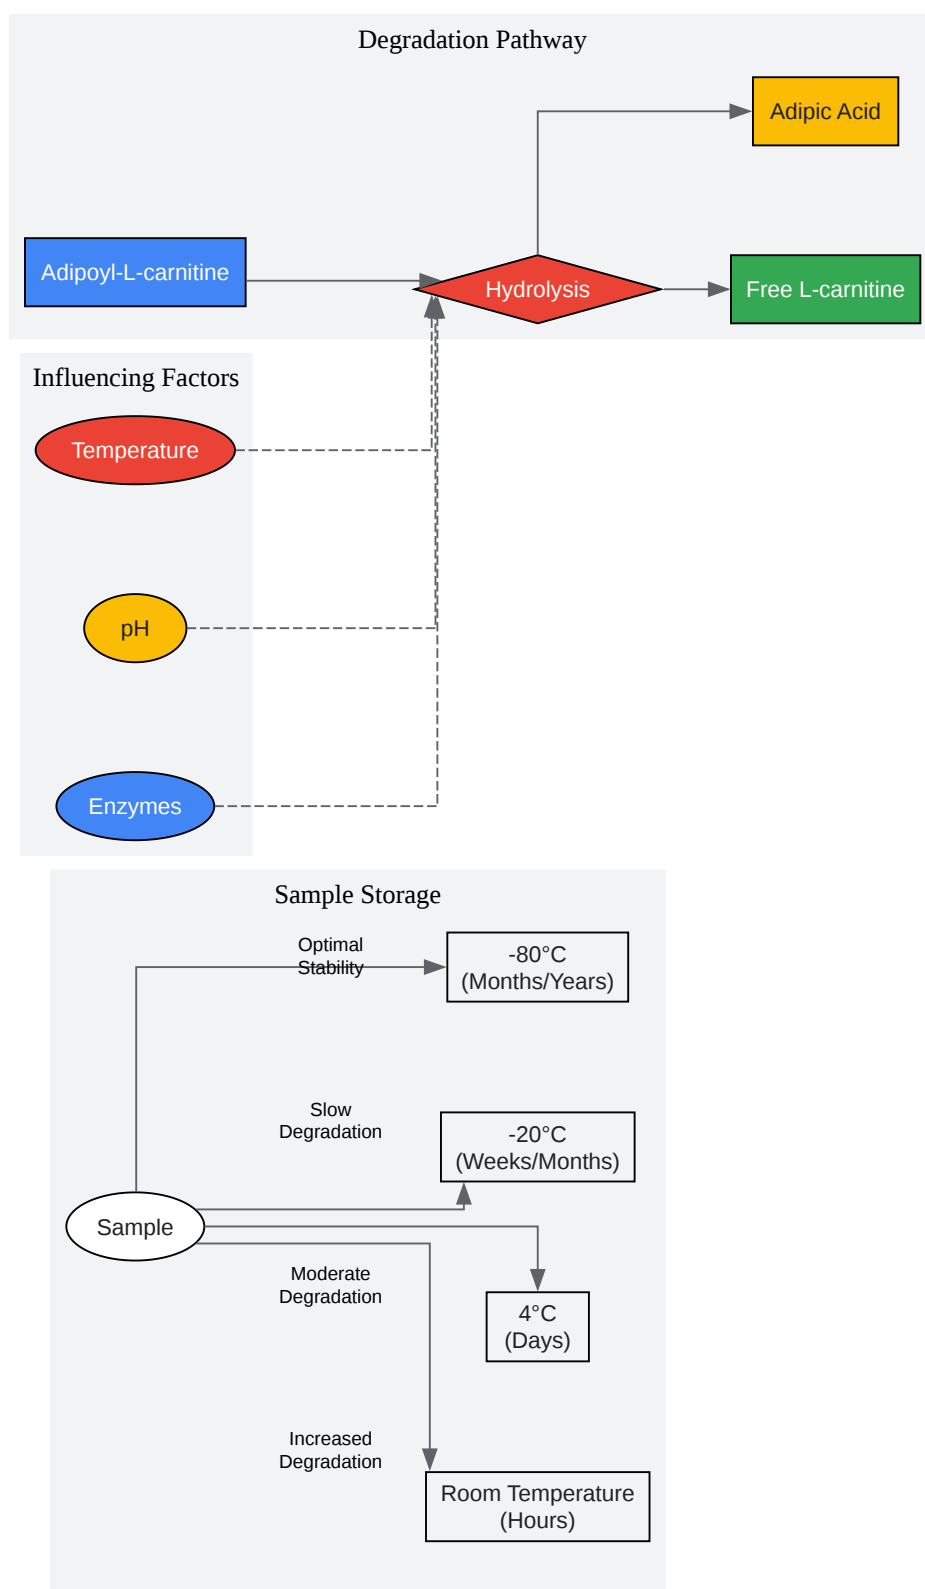 Degradation Pathway
Adipic Acid
Adipoyl-L-carnitine
Hydrolysis
Free L-carnitine
Influencing Factors
Temperature
pH
Enzymes
Sample Storage
Optimal
Stability
-80°C
(Months/Years)
Slow
Degradation
-20°C
(Weeks/Months)
Sample
Moderate
Degradation
4°C
(Days)
Increased
Degradation
Room Temperature
(Hours)